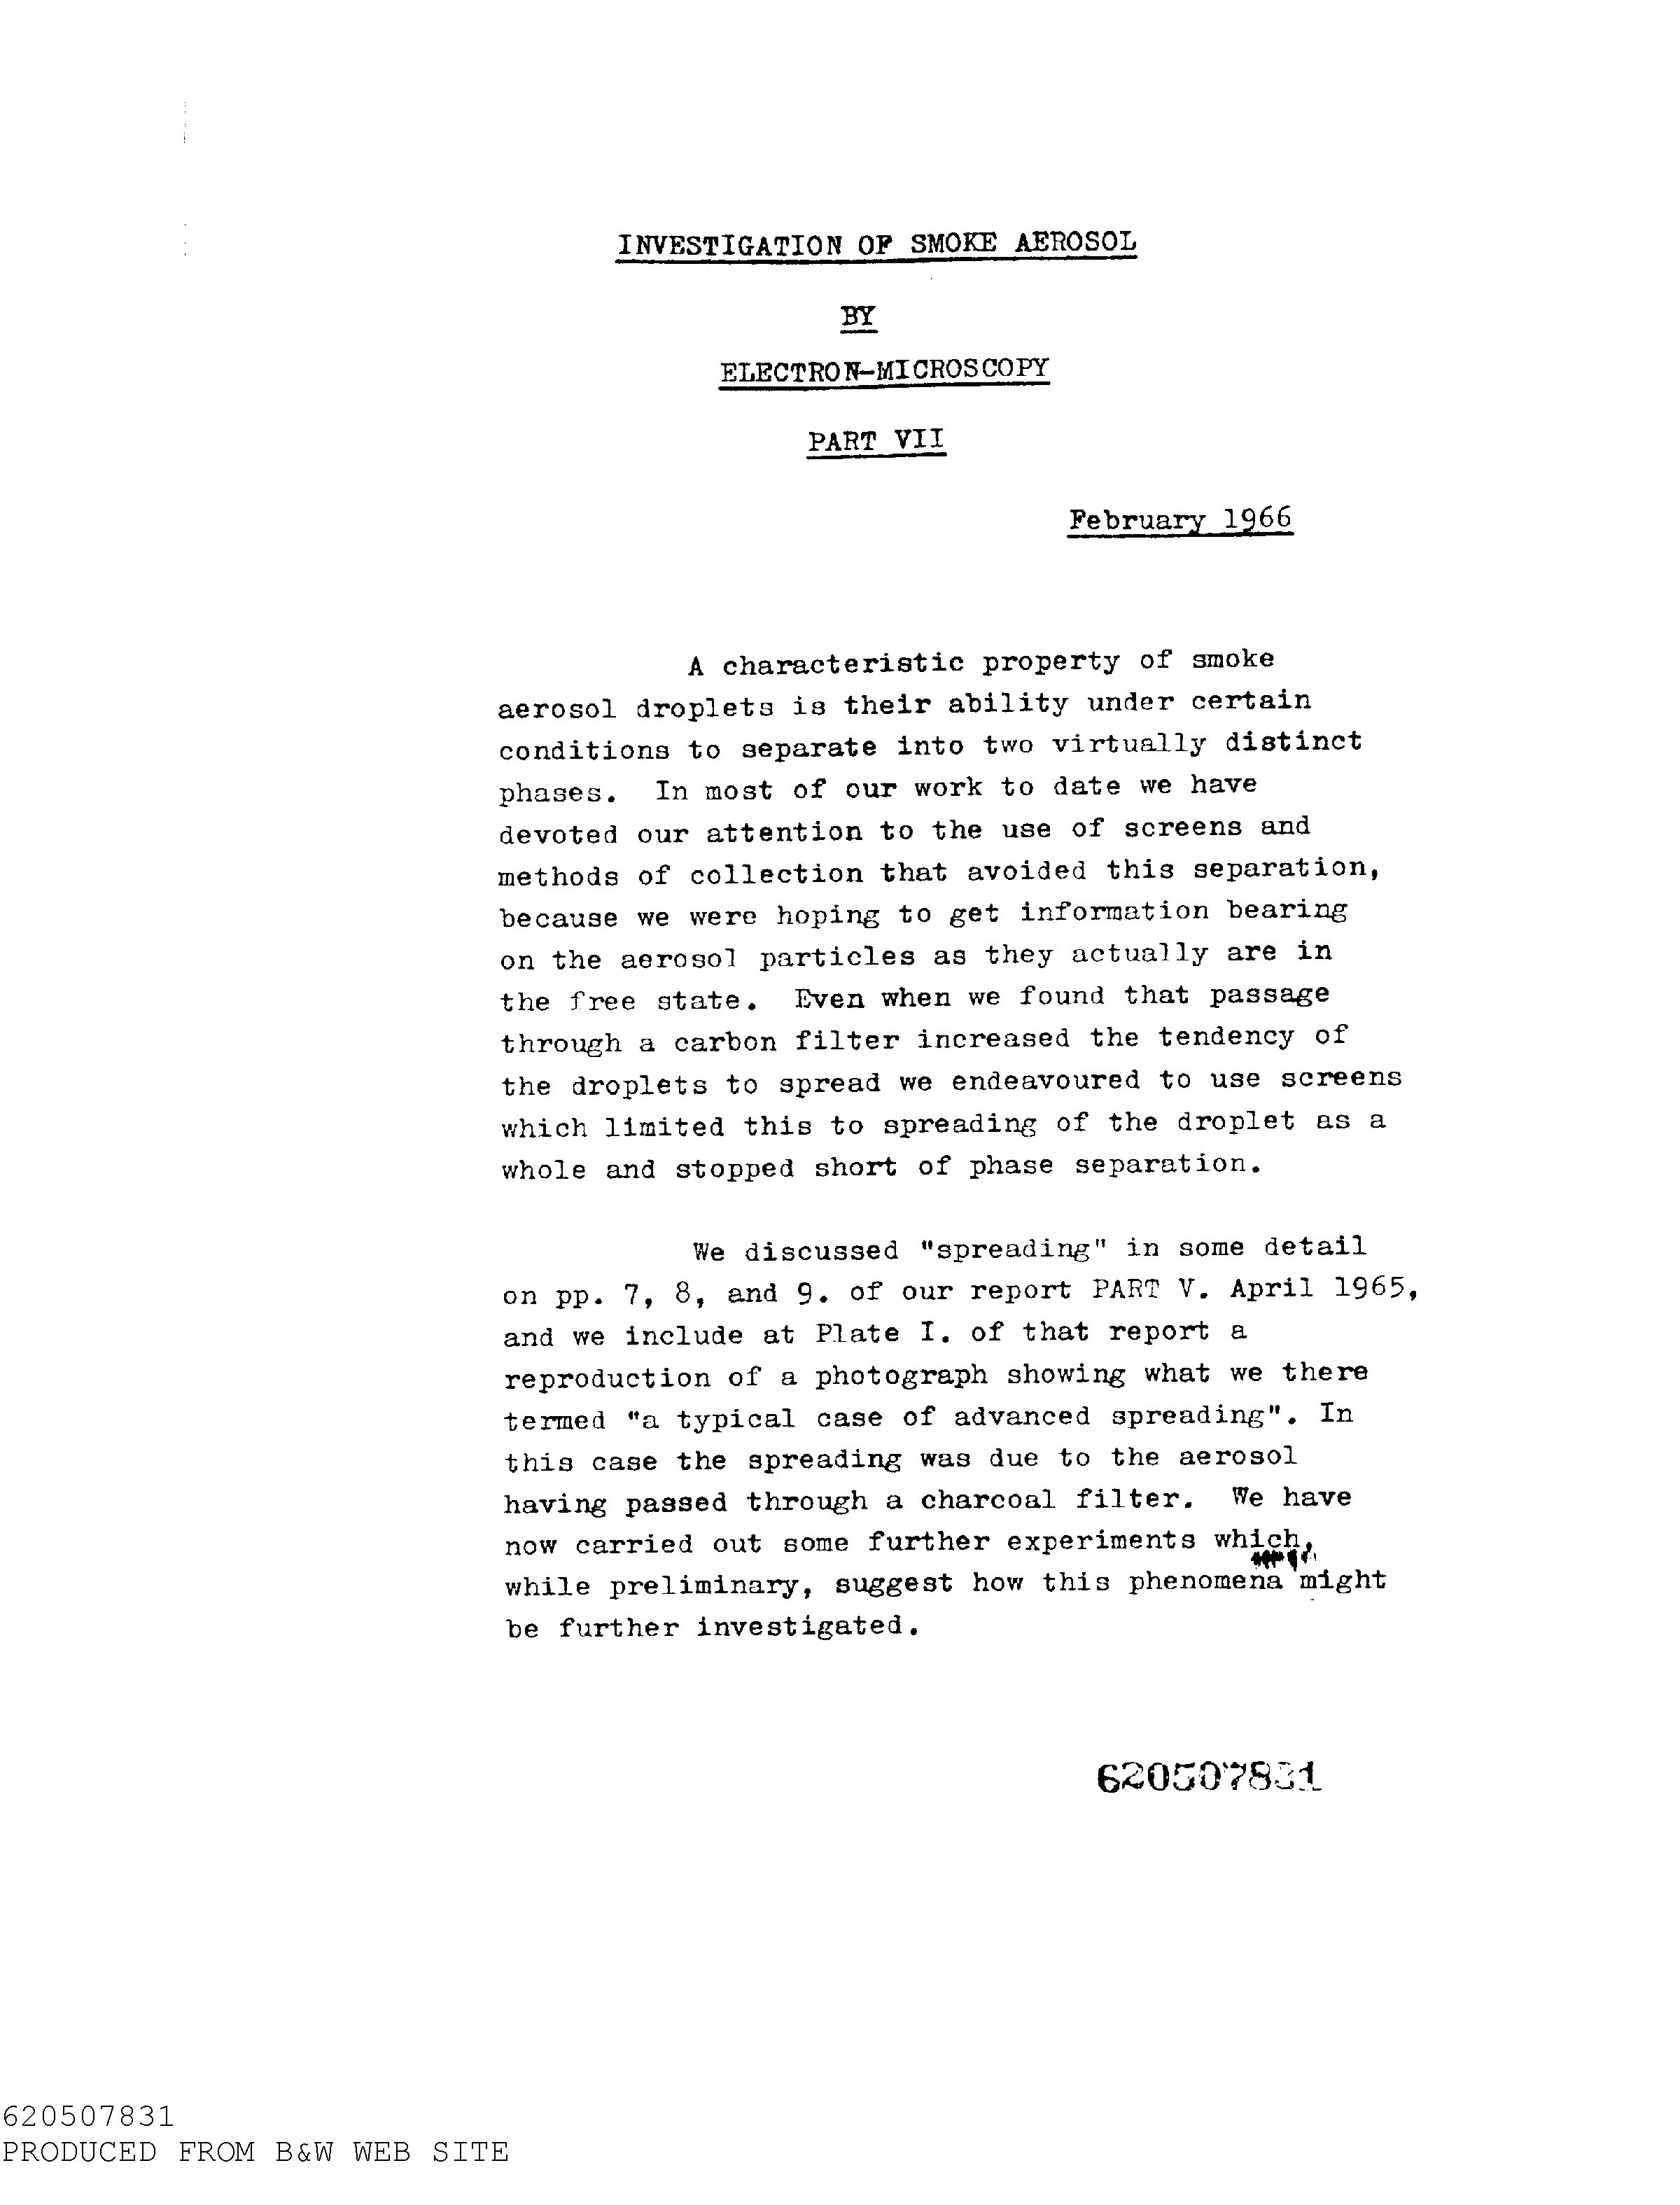 INVESTIGATION OF SMOKE AEROSOL
BY
ELECTRON-MICROSCOPY
PART VII
February 1966
A characteristic property of smoke
aerosol droplets is their ability under certain
conditions to separate into two virtually distinct
phases. In most of our work to date we have
devoted our attention to the use of screens and
methods of collection that avoided this separation,
because we were hoping to get information bearing
on the aerosol particles as they actually are in
the free state. Even when we found that passage
through a carbon filter increased the tendency of
the droplets to spread we endeavoured to use screens
which limited this to spreading of the droplet as a
whole and stopped short of phase separation.
We discussed "spreading" in some detail
on pp. 7, 8, and 9. of our report PART V. April 1965,
and we include at Plate I. of that report a
reproduction of a photograph showing what we there
termed "a typical case of advanced spreading". In
this case the spreading was due to the aerosol
having passed through a charcoal filter. We have
now carried out some further experiments which,
while preliminary, suggest how this phenomena might
be further investigated.
620507831
620507831
PRODUCED FROM B&W WEB SITE